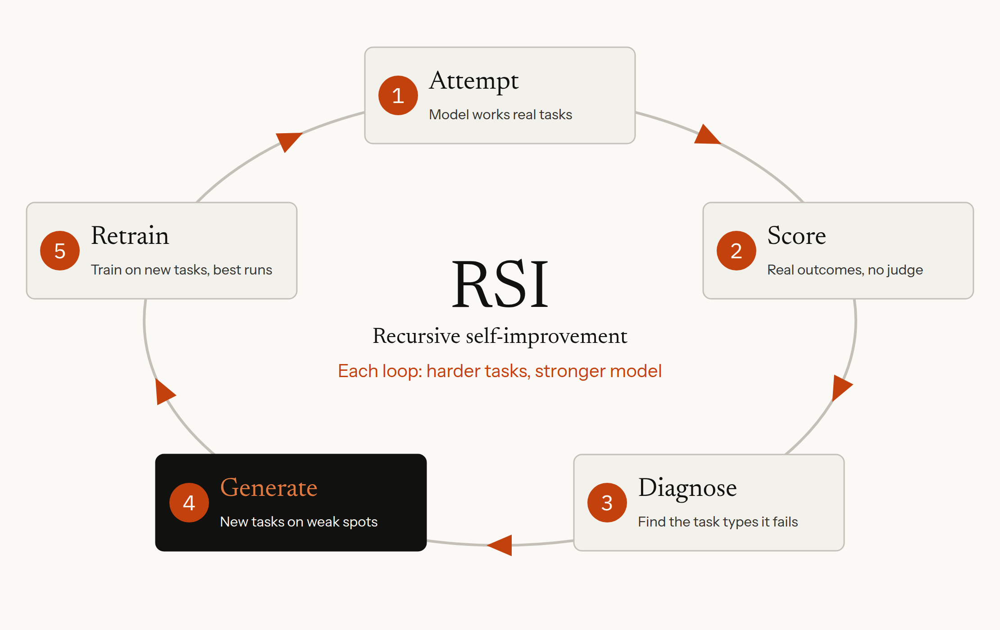 1
Attempt
Model works real tasks
2
Score
Real outcomes, no judge
3
Diagnose
Find the task types it fails
4
Generate
New tasks on weak spots
5
Retrain
Train on new tasks, best runs
RSI
Recursive self-improvement
Each loop: harder tasks, stronger model